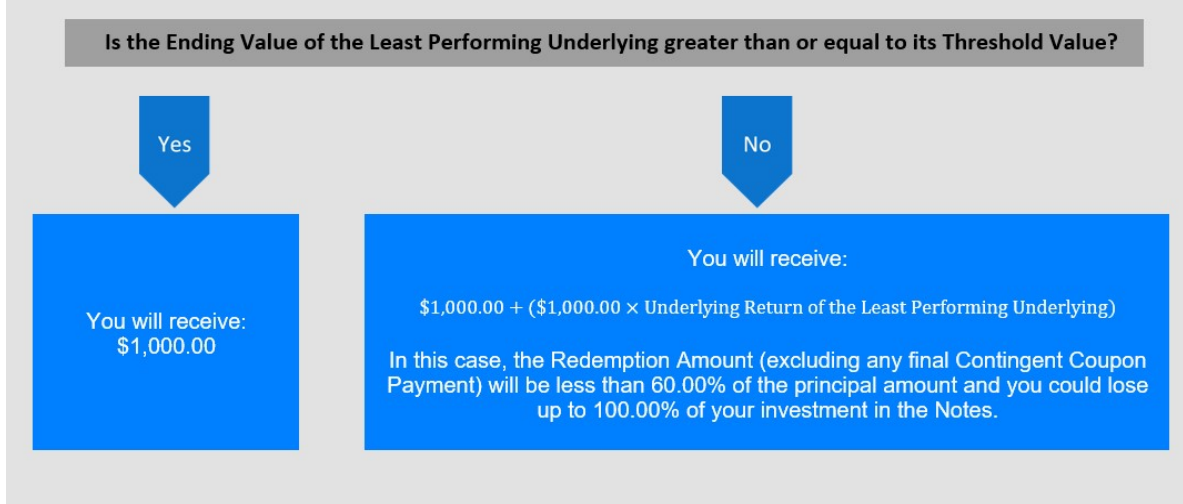 Is the Ending Value of the Least Performing Underlying greater than or equal to its Threshold Value?
Yes
No
You will receive:
$1,000.00
You will receive:
$1,000.00 + ($1,000.00 × Underlying Return of the Least Performing Underlying)
In this case, the Redemption Amount (excluding any final Contingent Coupon
Payment) will be less than 60.00% of the principal amount and you could lose
up to 100.00% of your investment in the Notes.